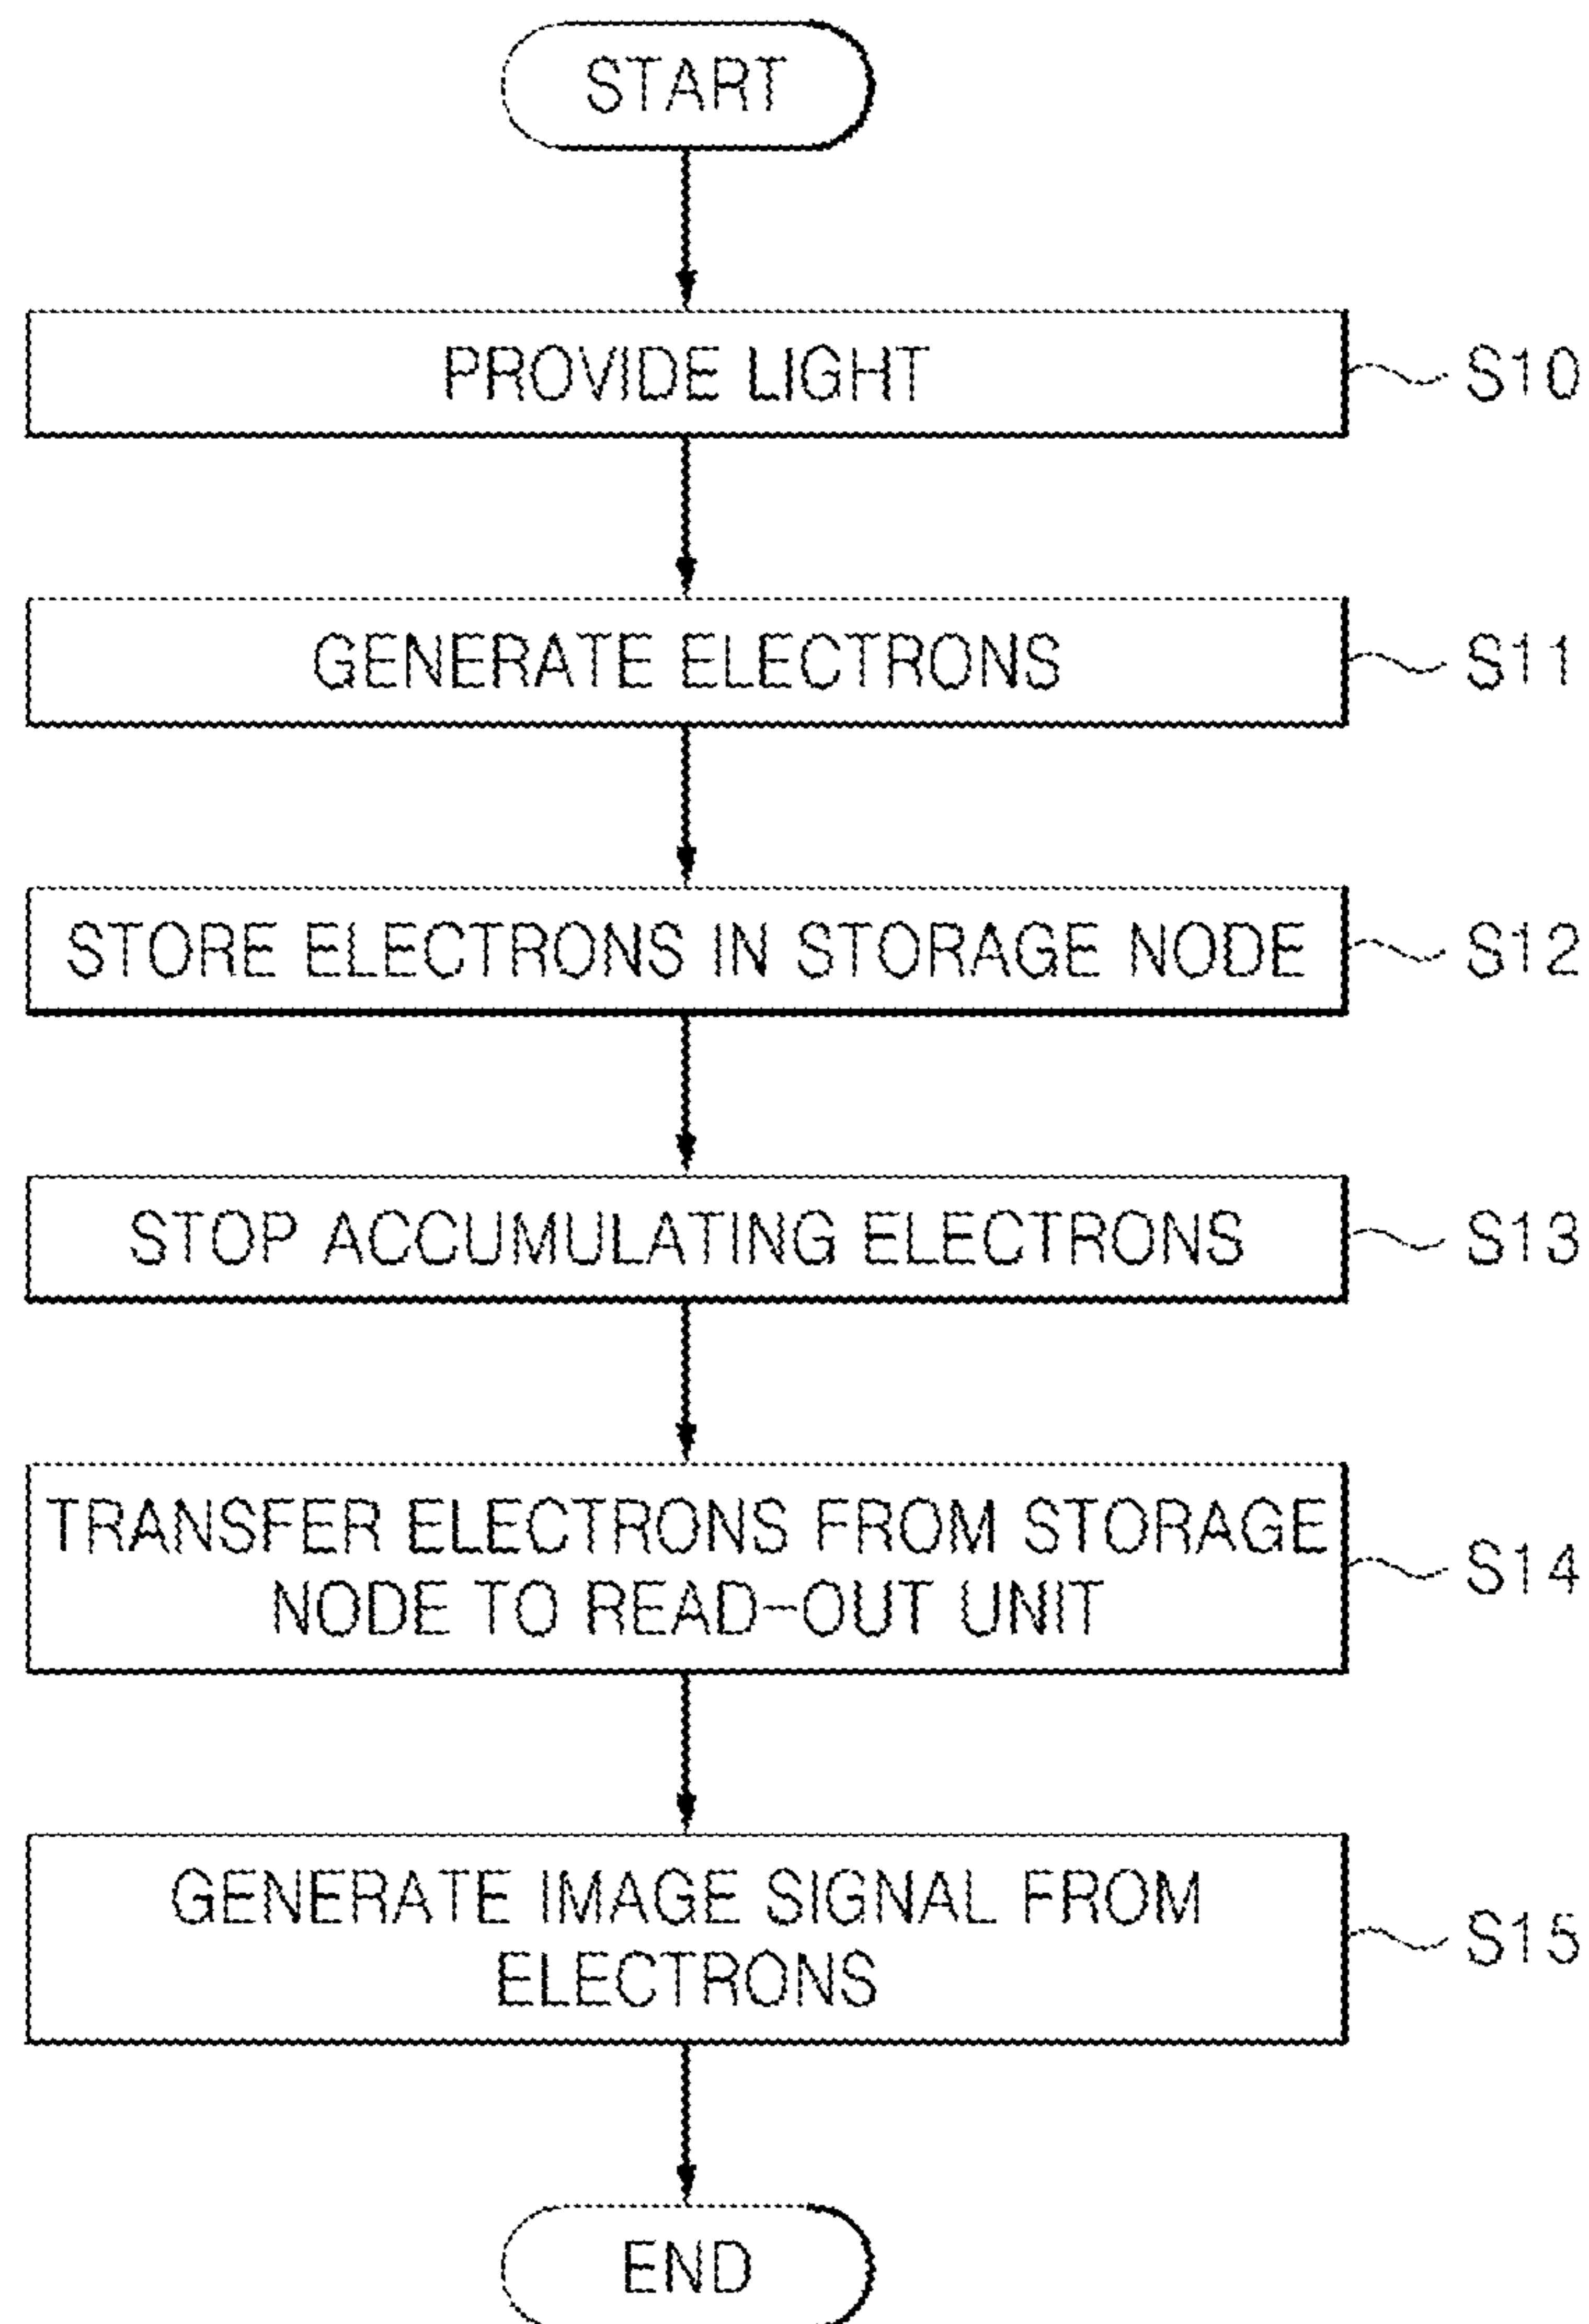 START
PROVIDE LIGHT
S10
GENERATE ELECTRONS
S11
STORE ELECTRONS IN STORAGE NODE
S12
STOP ACCUMULATING ELECTRONS
S13
TRANSFER ELECTRONS FROM STORAGE
NODE TO READ-OUT UNIT
S14
GENERATE IMAGE SIGNAL FROM
ELECTRONS
S15
END